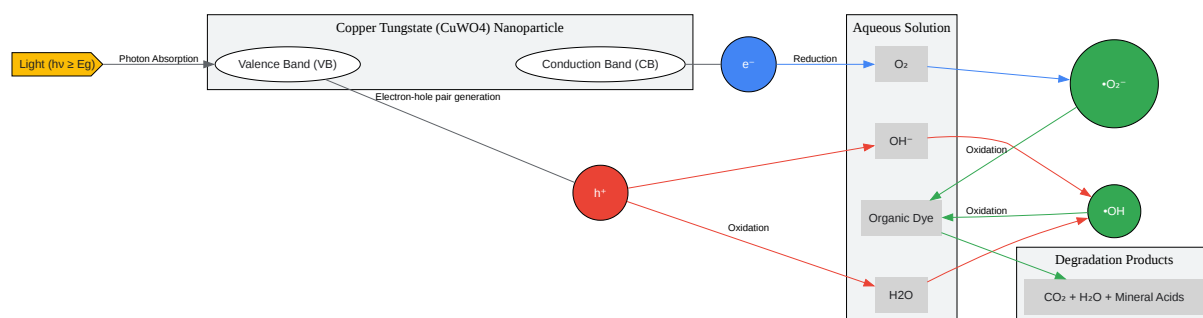 Copper Tungstate (CuWO4) Nanoparticle
Aqueous Solution
Light (hν ≥ Eg)
Photon Absorption
Valence Band (VB)
Conduction Band (CB)
e⁻
Reduction
O₂
•O₂⁻
Electron-hole pair generation
OH⁻
Oxidation
h⁺
Organic Dye
Oxidation
•OH
Oxidation
Degradation Products
H2O
CO₂ + H₂O + Mineral Acids